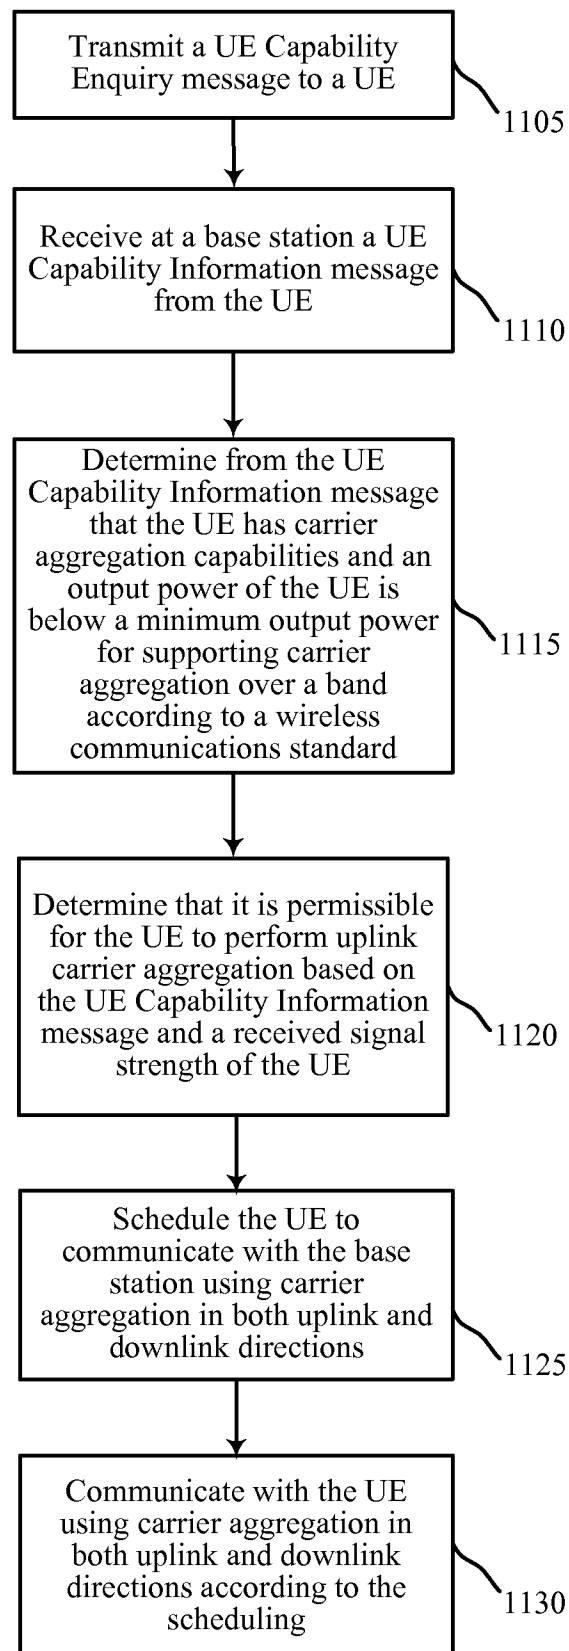 Transmit a UE Capability
Enquiry message to a UE
1105
Receive at a base station a UE
Capability Information message
from the UE
1110
Determine from the UE
Capability Information message
that the UE has carrier
aggregation capabilities and an
output power of the UE is
below a minimum output power
for supporting carrier
aggregation over a band
according to a wireless
communications standard
1115
Determine that it is permissible
for the UE to perform uplink
carrier aggregation based on
the UE Capability Information
message and a received signal
strength of the UE
1120
Schedule the UE to
communicate with the base
station using carrier
aggregation in both uplink and
downlink directions
1125
Communicate with the UE
using carrier aggregation in
both uplink and downlink
directions according to the
scheduling
1130